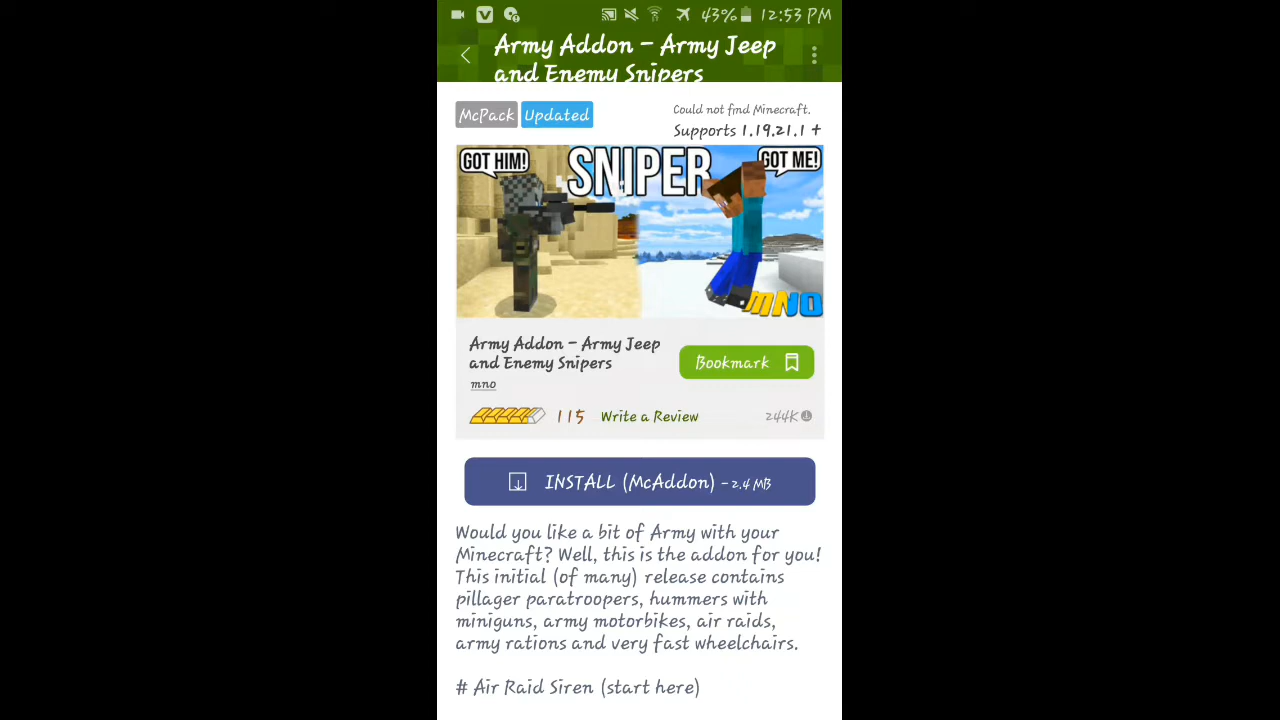 43% 12:53 PM
Army Addon – Army Jeep
and Enemy Snipers
McPack Updated
Could not find Minecraft.
Supports 1.19.21.1 +
GOT HIM! SNIPER GOT ME!
MNO
Army Addon – Army Jeep
and Enemy Snipers
Bookmark
mno
115 Write a Review 244K
INSTALL (McAddon) – 2.4 MB
Would you like a bit of Army with your
Minecraft? Well, this is the addon for you!
This initial (of many) release contains
pillager paratroopers, hummers with
miniguns, army motorbikes, air raids,
army rations and very fast wheelchairs.
# Air Raid Siren (start here)